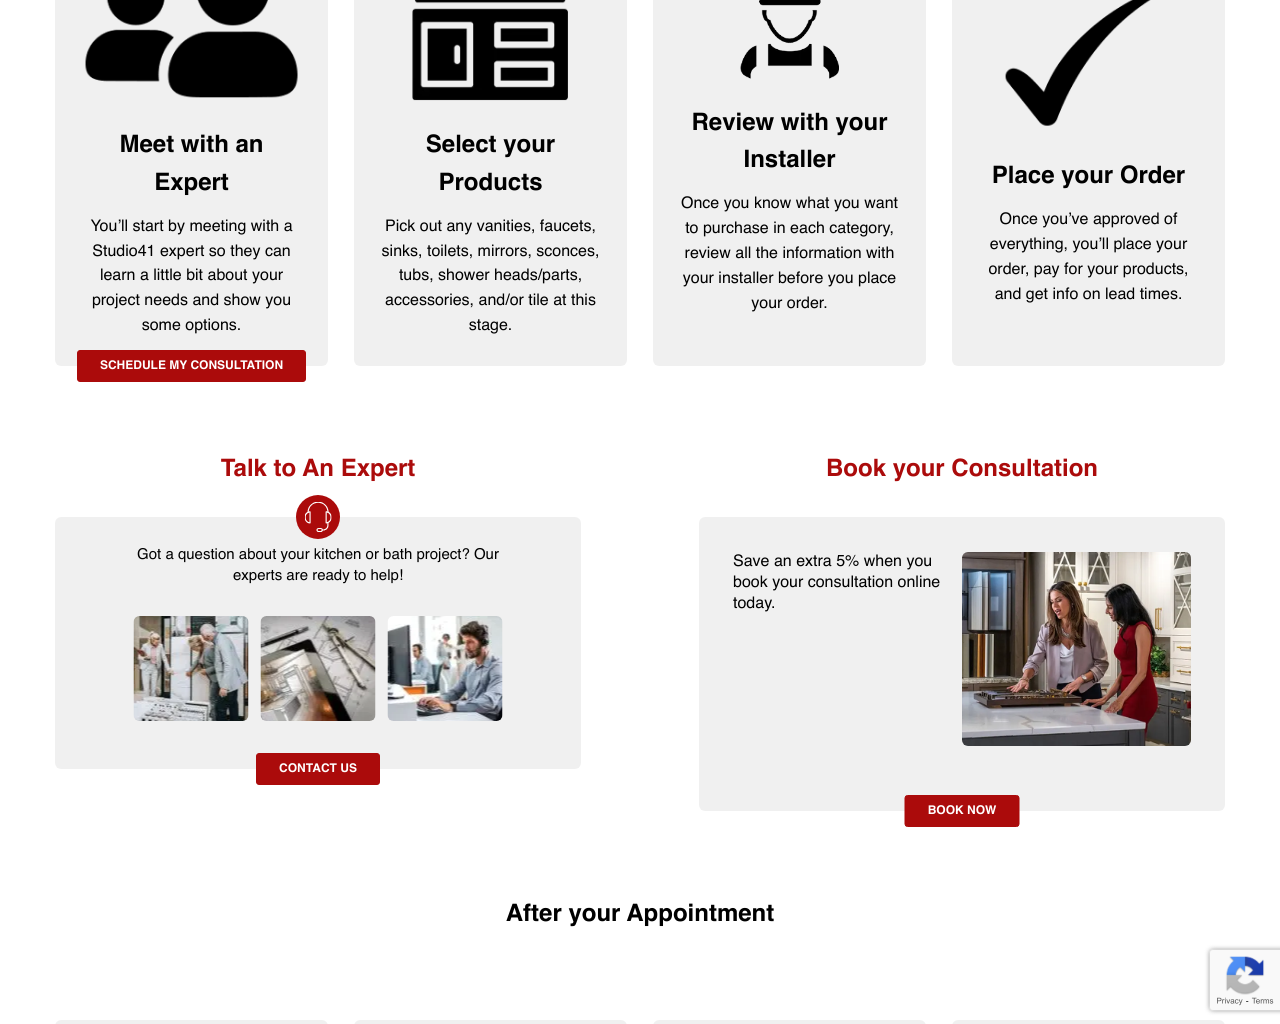 Meet with an
Expert
You’ll start by meeting with a
Studio41 expert so they can
learn a little bit about your
project needs and show you
some options.
SCHEDULE MY CONSULTATION
Select your
Products
Pick out any vanities, faucets,
sinks, toilets, mirrors, sconces,
tubs, shower heads/parts,
accessories, and/or tile at this
stage.
Review with your
Installer
Once you know what you want
to purchase in each category,
review all the information with
your installer before you place
your order.
Place your Order
Once you’ve approved of
everything, you’ll place your
order, pay for your products,
and get info on lead times.
Talk to An Expert
Got a question about your kitchen or bath project? Our
experts are ready to help!
CONTACT US
Book your Consultation
Save an extra 5% when you
book your consultation online
today.
BOOK NOW
After your Appointment
Privacy - Terms